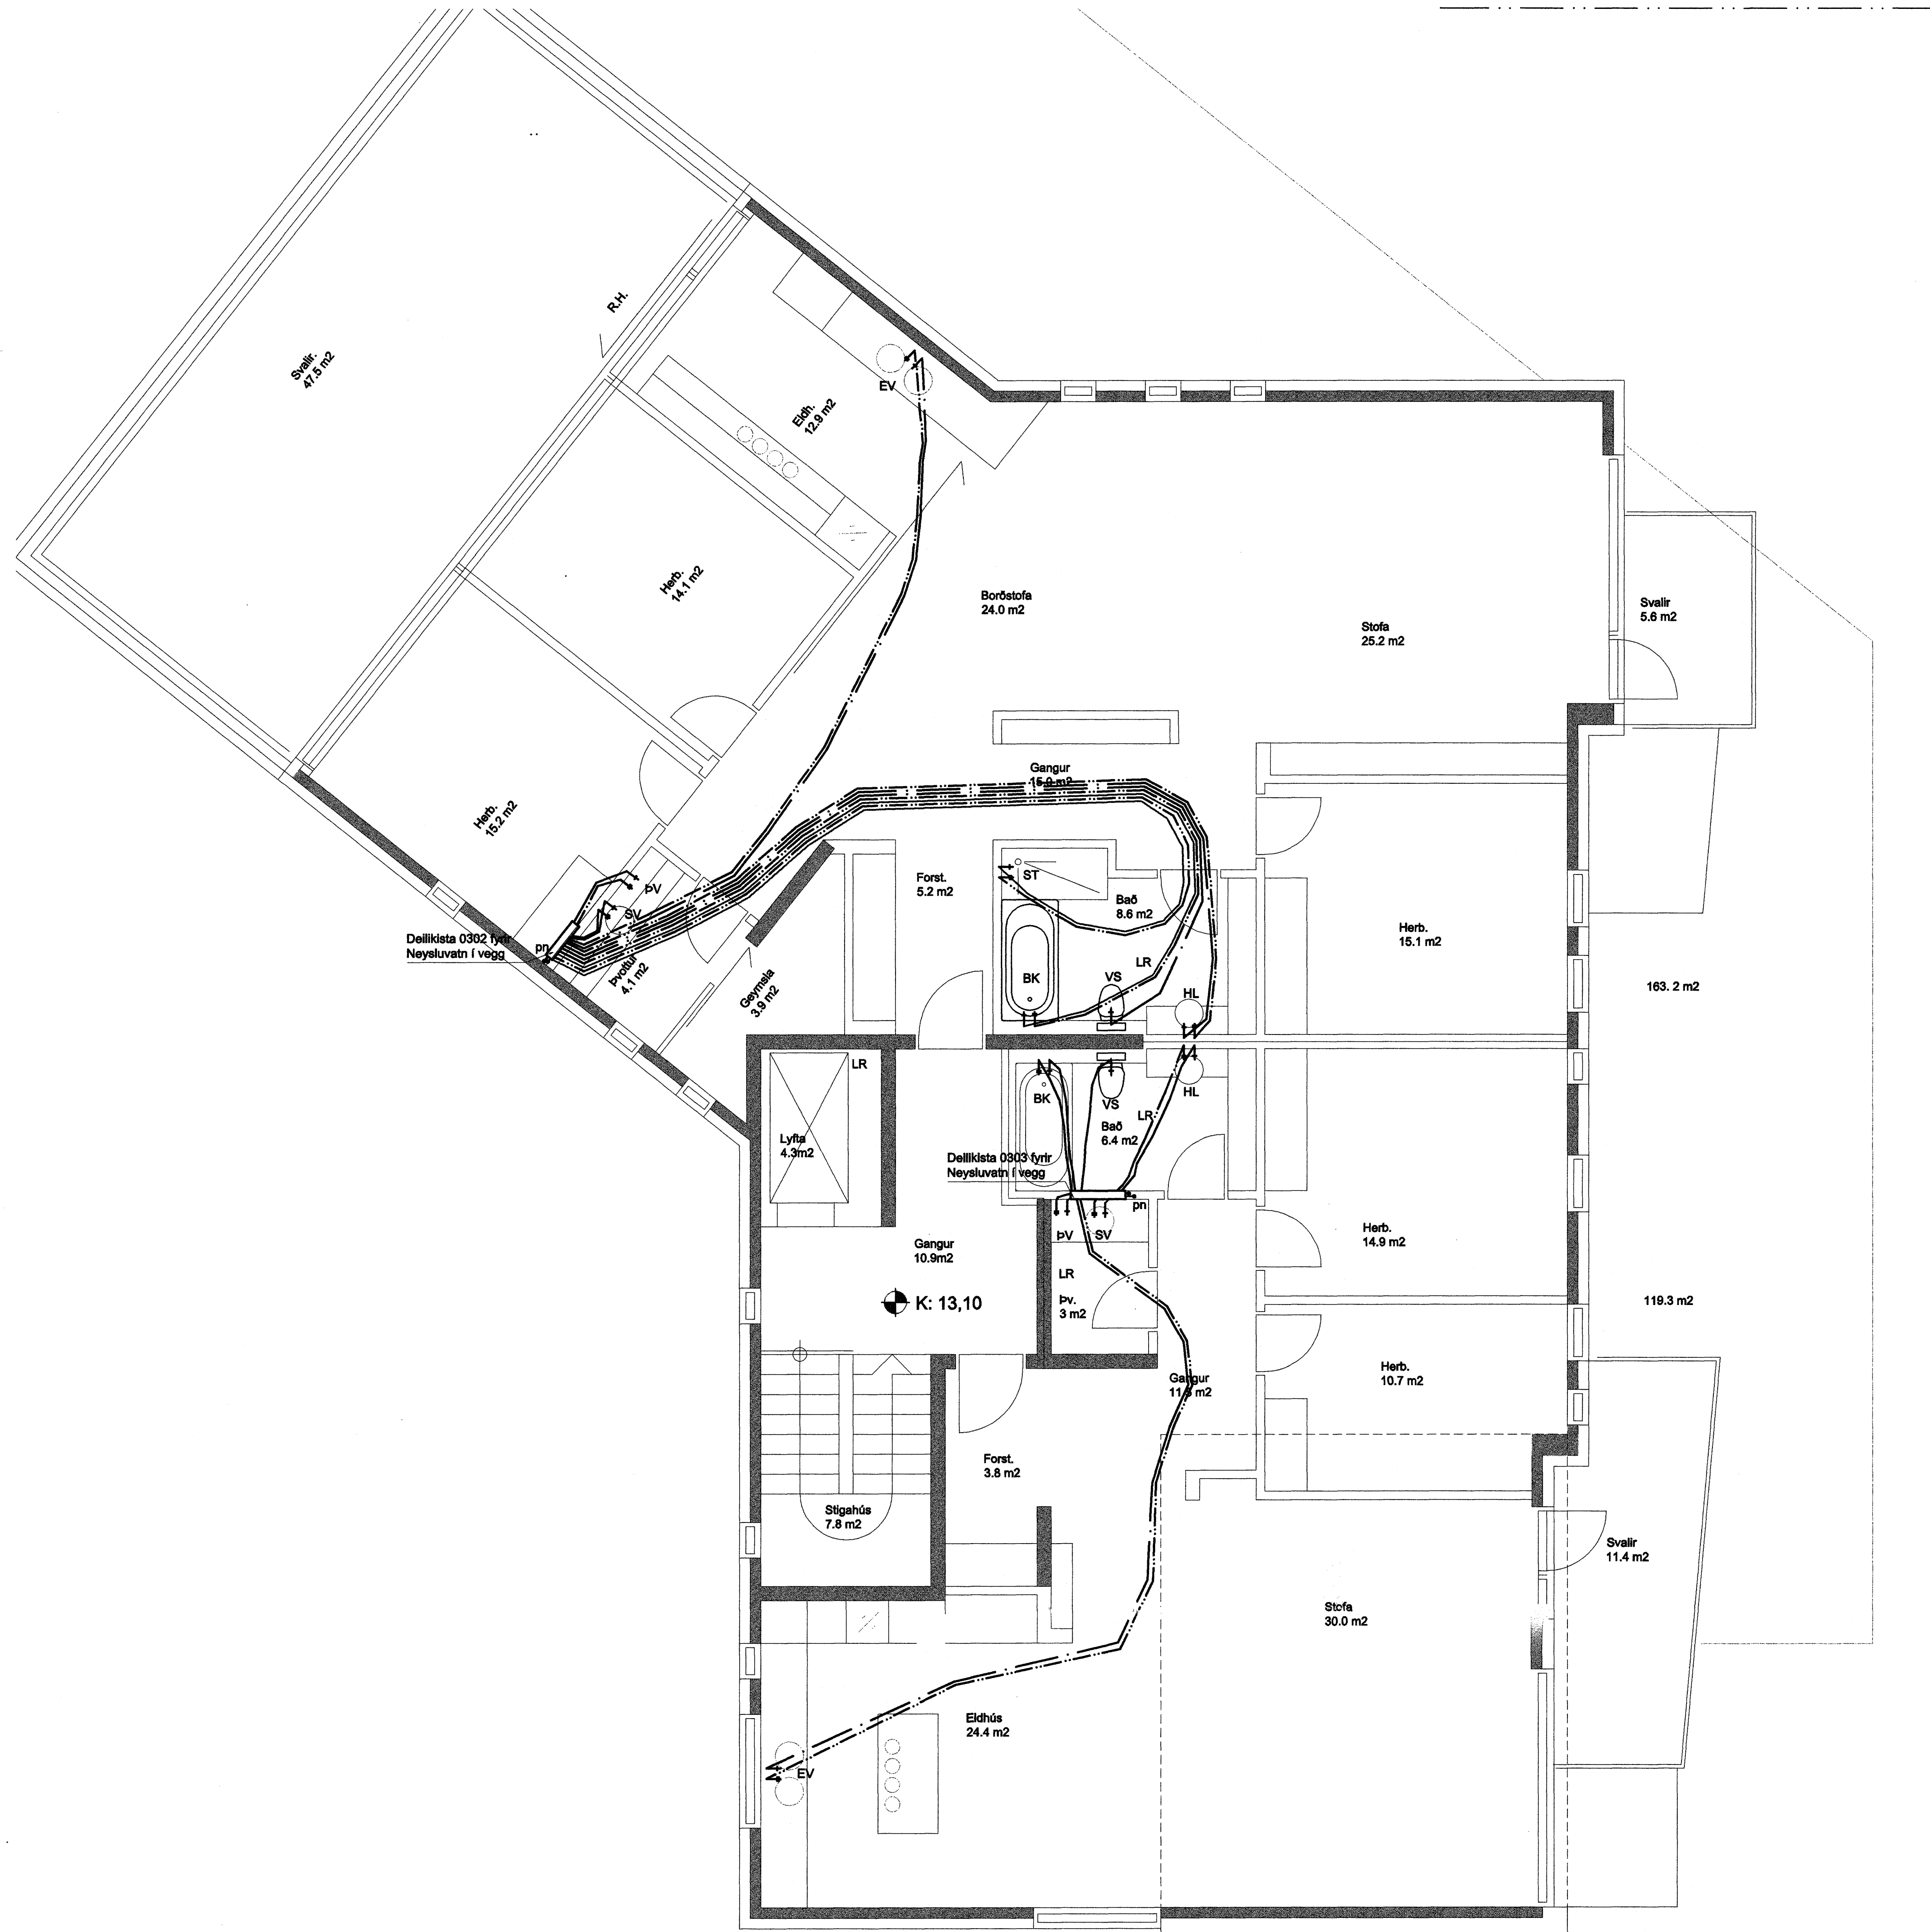 R.H.
Svalir.
47.5 m2
EV
Eldh.
12.9 m2
Herb.
14.1 m2
Borðstofa
24.0 m2
Stofa
25.2 m2
Svalir
5.6 m2
Gangur
15.9 m2
Herb.
15.2 m2
ÞV
SV
Forst.
5.2 m2
ST
Bað
8.6 m2
Herb.
15.1 m2
Deilikista 0302 fyrir
Neysluvatn í vegg
pn
Þvottur
4.1 m2
Geymsla
3.9 m2
LR
BK
VS
HL
163. 2 m2
LR
BK
VS
HL
LR
Bað
6.4 m2
Lyfta
4.3m2
Deilikista 0303 fyrir
Neysluvatn í vegg
pn
ÞV
SV
Gangur
10.9m2
Herb.
14.9 m2
LR
Þv.
3 m2
K: 13,10
119.3 m2
Gangur
Herb.
10.7 m2
Forst.
3.8 m2
Stigahús
7.8 m2
Svalir
11.4 m2
Stofa
30.0 m2
Eldhús
24.4 m2
EV